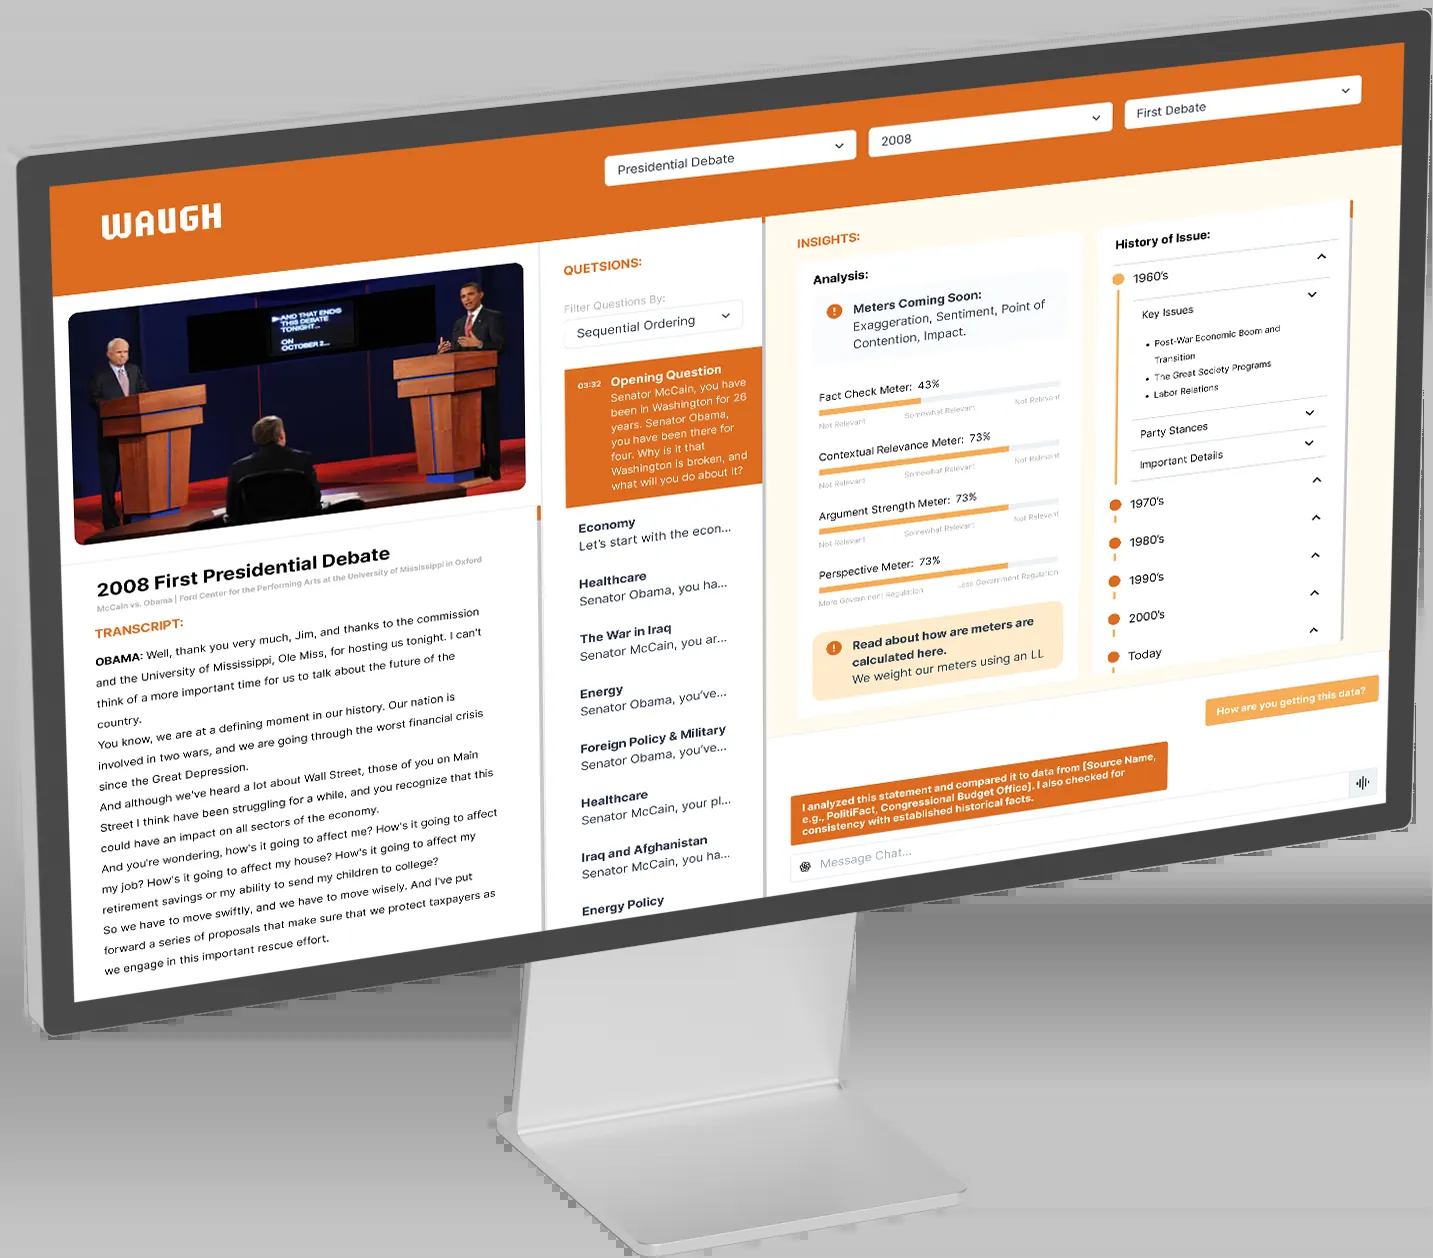 Presidential Debate
2008
First Debate
WAUGH
AND THAT ENDS
THIS DEBATE
TONIGHT...
ON
OCTOBER 2...
2008 First Presidential Debate
McCain vs. Obama | Ford Center for the Performing Arts at the University of Mississippi in Oxford
TRANSCRIPT:
OBAMA: Well, thank you very much, Jim, and thanks to the commission
and the University of Mississippi, Ole Miss, for hosting us tonight. I can't
think of a more important time for us to talk about the future of the
country.
You know, we are at a defining moment in our history. Our nation is
involved in two wars, and we are going through the worst financial crisis
since the Great Depression.
And although we've heard a lot about Wall Street, those of you on Main
Street I think have been struggling for a while, and you recognize that this
could have an impact on all sectors of the economy.
And you're wondering, how's it going to affect me? How's it going to affect
my job? How's it going to affect my house? How's it going to affect my
retirement savings or my ability to send my children to college?
So we have to move swiftly, and we have to move wisely. And I've put
forward a series of proposals that make sure that we protect taxpayers as
we engage in this important rescue effort.
QUETSIONS:
Filter Questions By:
Sequential Ordering
03:32 Opening Question
Senator McCain, you have
been in Washington for 26
years. Senator Obama,
you have been there for
four. Why is it that
Washington is broken, and
what will you do about it?
Economy
Let's start with the econ...
Healthcare
Senator Obama, you ha...
The War in Iraq
Senator McCain, you ar...
Energy
Senator Obama, you've...
Foreign Policy & Military
Senator Obama, you've...
Healthcare
Senator McCain, your pl...
Iraq and Afghanistan
Senator McCain, you ha...
Energy Policy
INSIGHTS:
Analysis:
Meters Coming Soon:
Exaggeration, Sentiment, Point of
Contention, Impact.
Fact Check Meter: 43%
Not Relevant Somewhat Relevant Not Relevant
Contextual Relevance Meter: 73%
Not Relevant Somewhat Relevant Not Relevant
Argument Strength Meter: 73%
Not Relevant Somewhat Relevant Not Relevant
Perspective Meter: 73%
More Government Regulation Less Government Regulation
Read about how are meters are
calculated here.
We weight our meters using an LL
History of Issue:
1960's
Key Issues
• Post-War Economic Boom and
Transition
• The Great Society Programs
• Labor Relations
Party Stances
Important Details
1970's
1980's
1990's
2000's
Today
How are you getting this data?
I analyzed this statement and compared it to data from [Source Name,
e.g., PolitiFact, Congressional Budget Office]. I also checked for
consistency with established historical facts.
Message Chat...